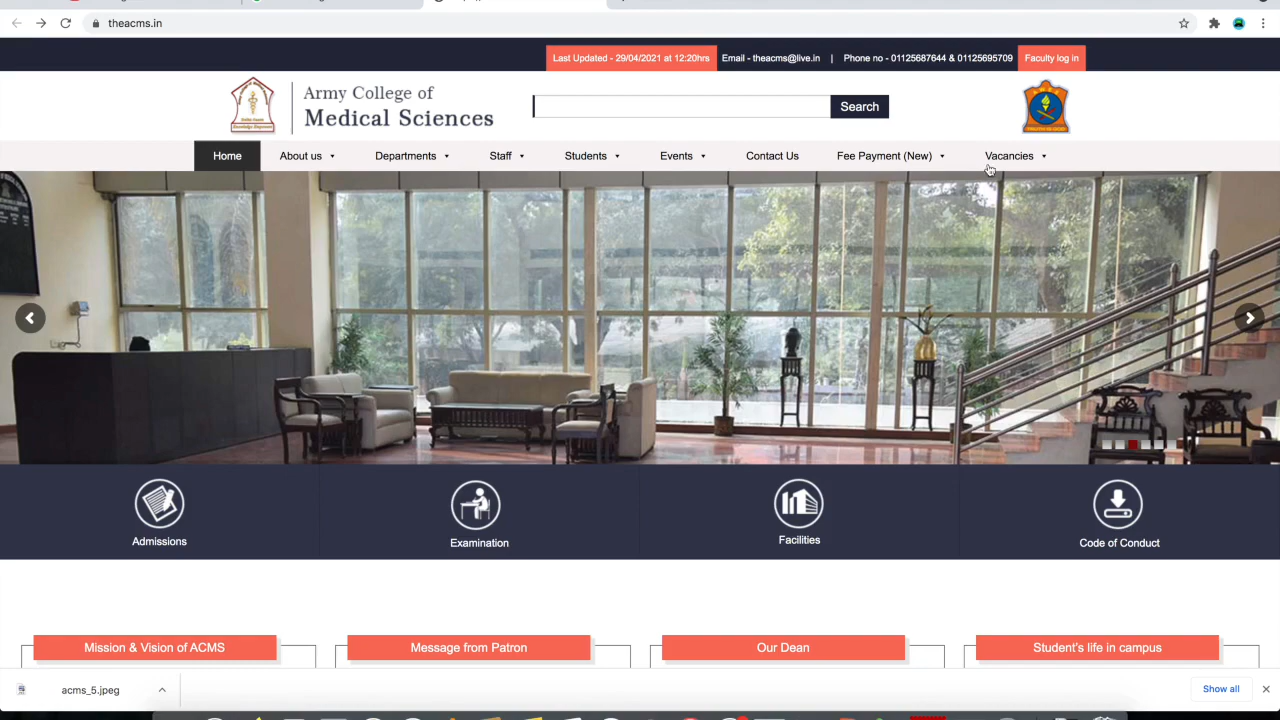 theacms.in
Last Updated - 29/04/2021 at 12:20hrs Email - theacms@live.in | Phone no - 01125687644 & 01125695709 Faculty log in
Army College of
Medical Sciences
Search
Home About us Departments Staff Students Events Contact Us Fee Payment (New) Vacancies
Admissions Examination Facilities Code of Conduct
Mission & Vision of ACMS Message from Patron Our Dean Student's life in campus
acms_5.jpeg Show all